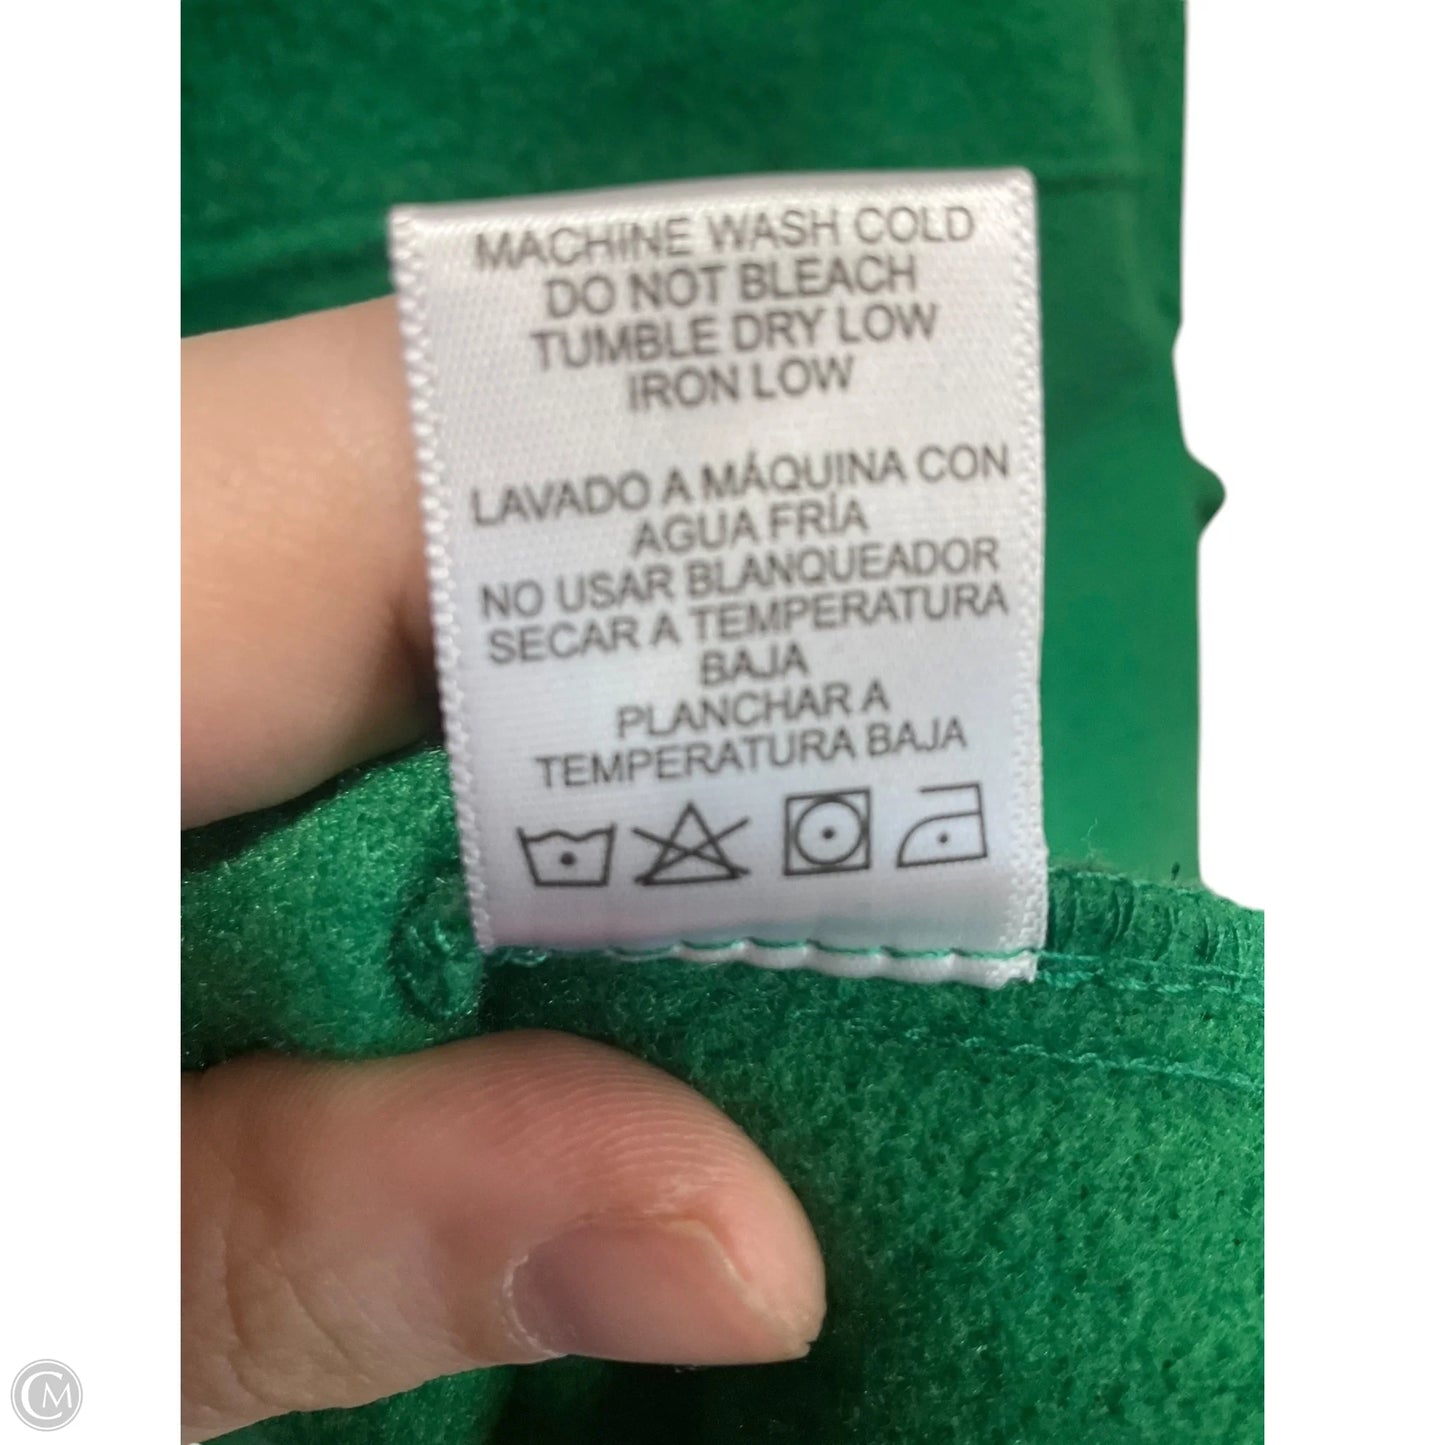 MACHINE WASH COLD
DO NOT BLEACH
TUMBLE DRY LOW
IRON LOW
LAVADO A MÁQUINA CON
AGUA FRÍA
NO USAR BLANQUEADOR
SECAR A TEMPERATURA
BAJA
PLANCHAR A
TEMPERATURA BAJA
CM